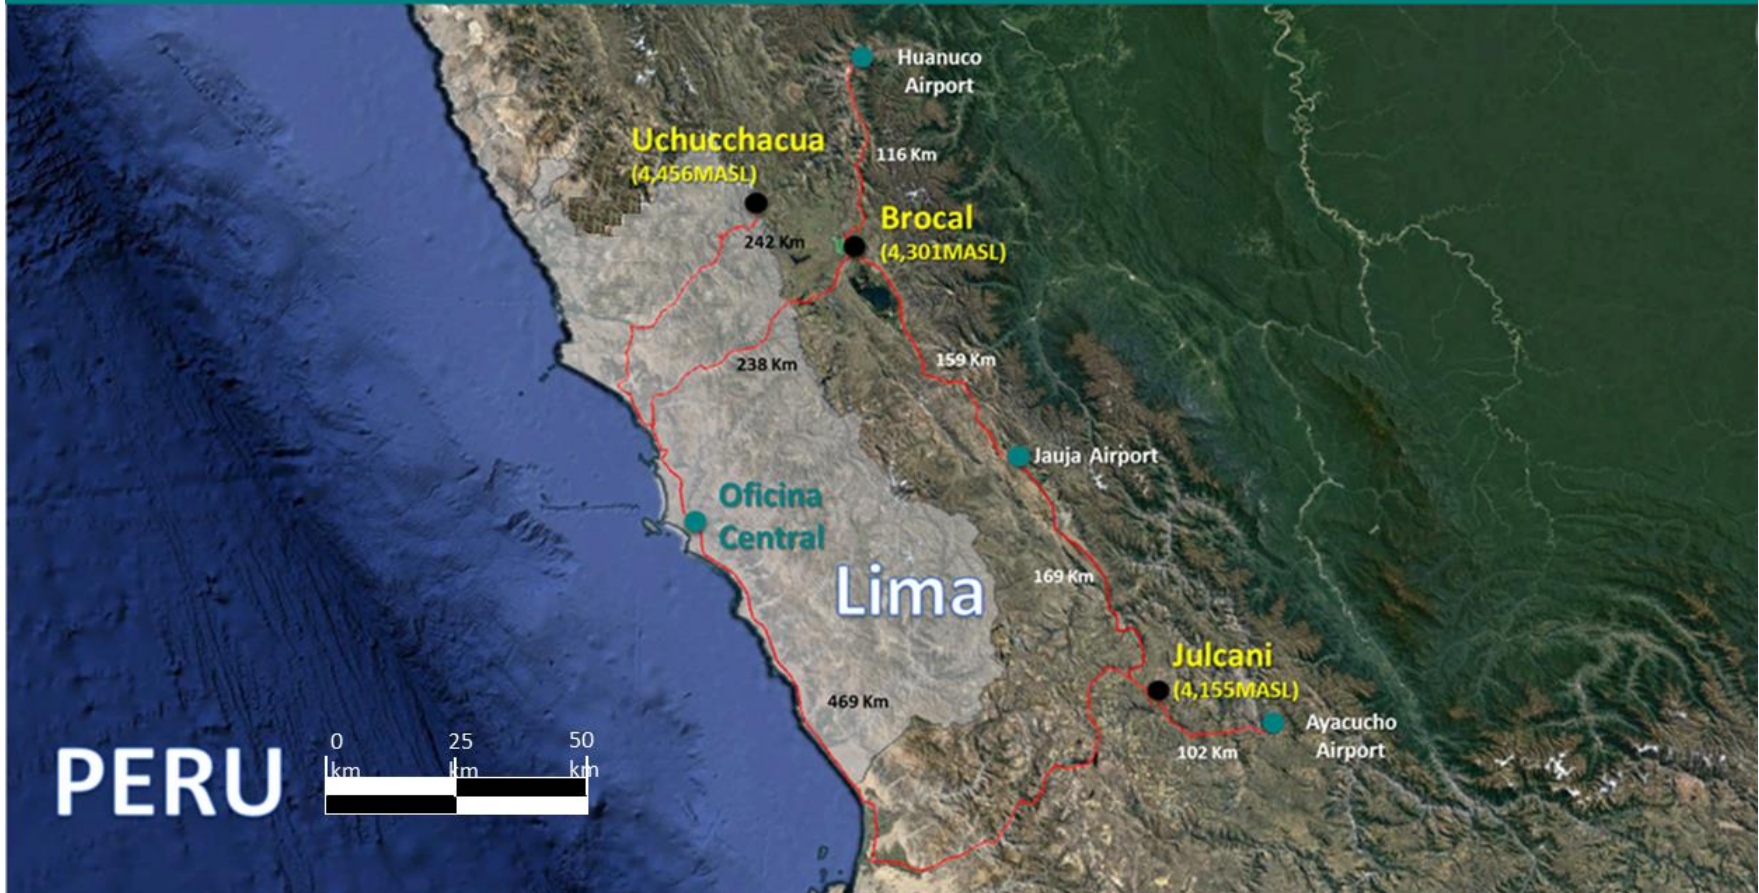 Huanuco
Airport
Uchucchacua
(4,456MASL)
116 Km
Brocal
(4,301MASL)
242 Km
238 Km
159 Km
Jauja Airport
Oficina
Central
Lima
169 Km
Julcani
(4,155MASL)
469 Km
Ayacucho
Airport
102 Km
PERU
0
km
25
km
50
km